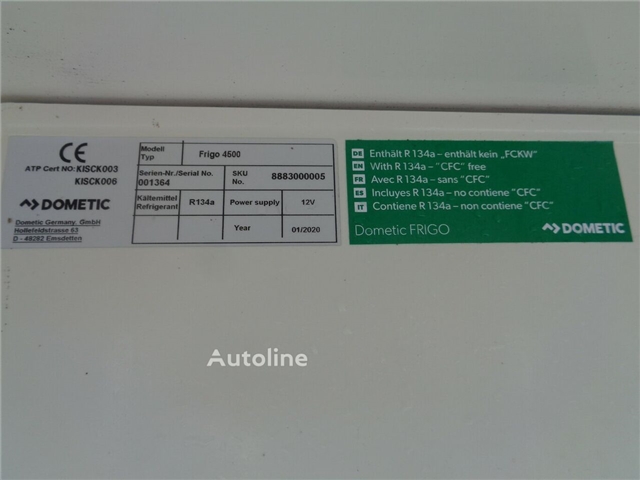 CE
ATP Cert NO: KISCK003
KISCK006
DOMETIC
Dometic Germany. GmbH
Hollefeldstrasse 63
D - 48282 Emsdetten
Modell
Typ
Frigo 4600
Serien-Nr./Serial No.
001364
SKU
No.
8883000005
Kältemittel
Refrigerant
R134a
Power supply
12V
Year
01/2020
DE Enthält R 134a – enthält kein „FCKW“
EN With R 134a – "CFC" free
FR Avec R 134a – sans "CFC"
ES Incluyes R 134a – no contiene "CFC"
IT Contiene R 134a – non contiene "CFC"
Dometic FRIGO
DOMETIC
Autoline